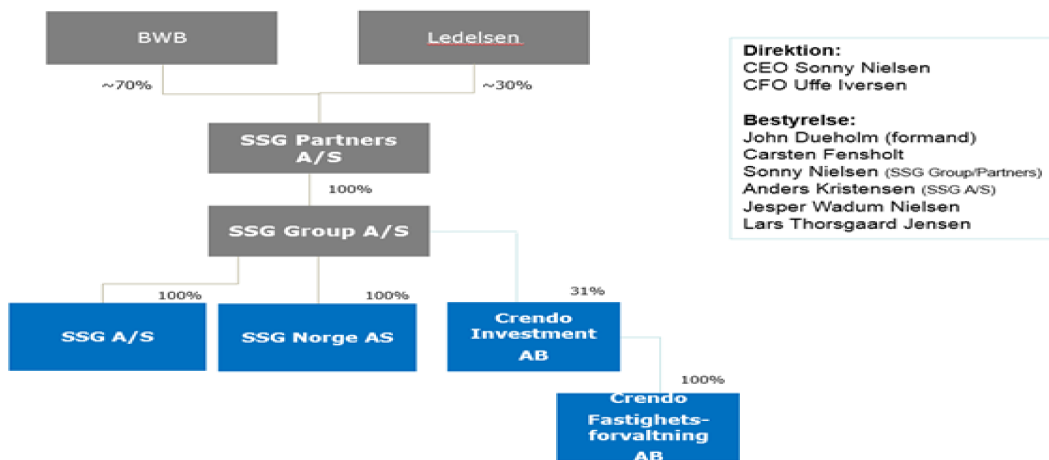 BWB
Ledelsen
~70%
~30%
SSG Partners
A/S
100%
SSG Group A/S
100%
100%
31%
SSG A/S
SSG Norge AS
Crendo
Investment
AB
100%
Crendo
Fastighets-
forvaltning
AB
Direktion:
CEO Sonny Nielsen
CFO Uffe Iversen
Bestyrelse:
John Dueholm (formand)
Carsten Fensholt
Sonny Nielsen (SSG Group/Partners)
Anders Kristensen (SSG A/S)
Jesper Wadum Nielsen
Lars Thorsgaard Jensen